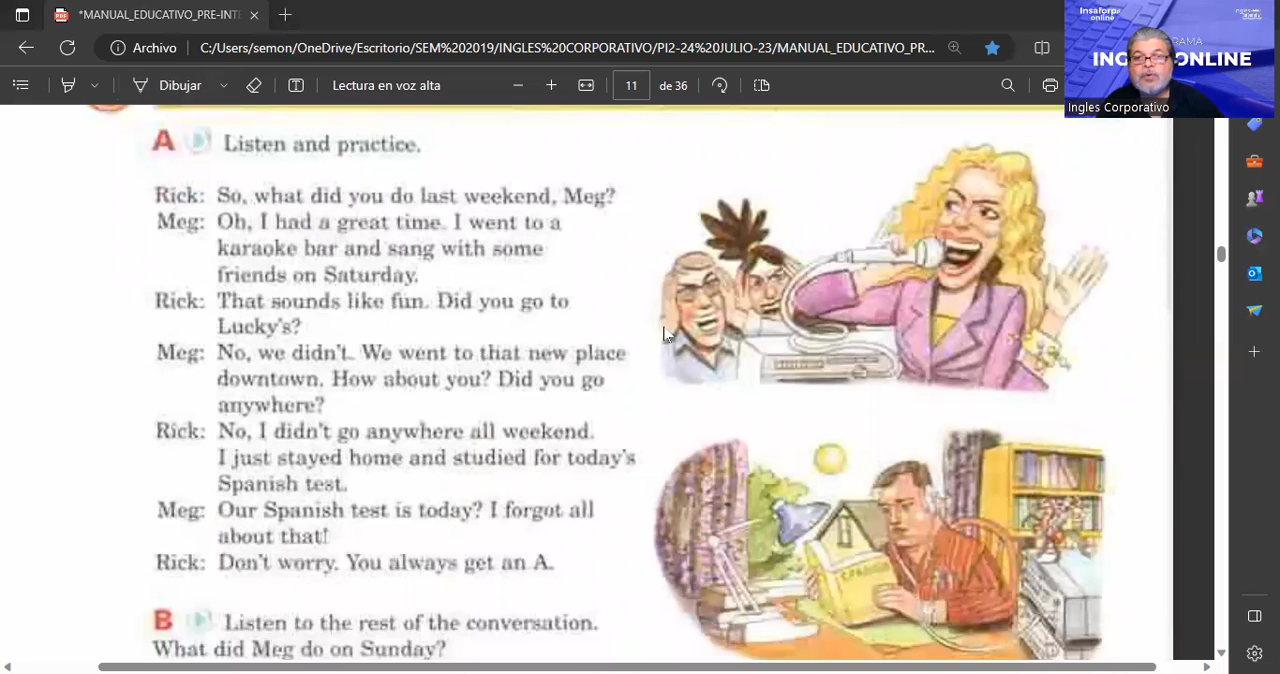 *MANUAL_EDUCATIVO_PRE-INTE
Archivo
C:/Users/semon/OneDrive/Escritorio/SEM%202019/INGLES%20CORPORATIVO/PI2-24%20JULIO-23/MANUAL_EDUCATIVO_PR...
Insaforp
online
INGLES ONLINE
Ingles Corporativo
Dibujar
Lectura en voz alta
11
de 36
A
Listen and practice.
Rick: So, what did you do last weekend, Meg?
Meg: Oh, I had a great time. I went to a
karaoke bar and sang with some
friends on Saturday.
Rick: That sounds like fun. Did you go to
Lucky's?
Meg: No, we didn't. We went to that new place
downtown. How about you? Did you go
anywhere?
Rick: No, I didn't go anywhere all weekend.
I just stayed home and studied for today's
Spanish test.
Meg: Our Spanish test is today? I forgot all
about that!
Rick: Don't worry. You always get an A.
B
Listen to the rest of the conversation.
What did Meg do on Sunday?